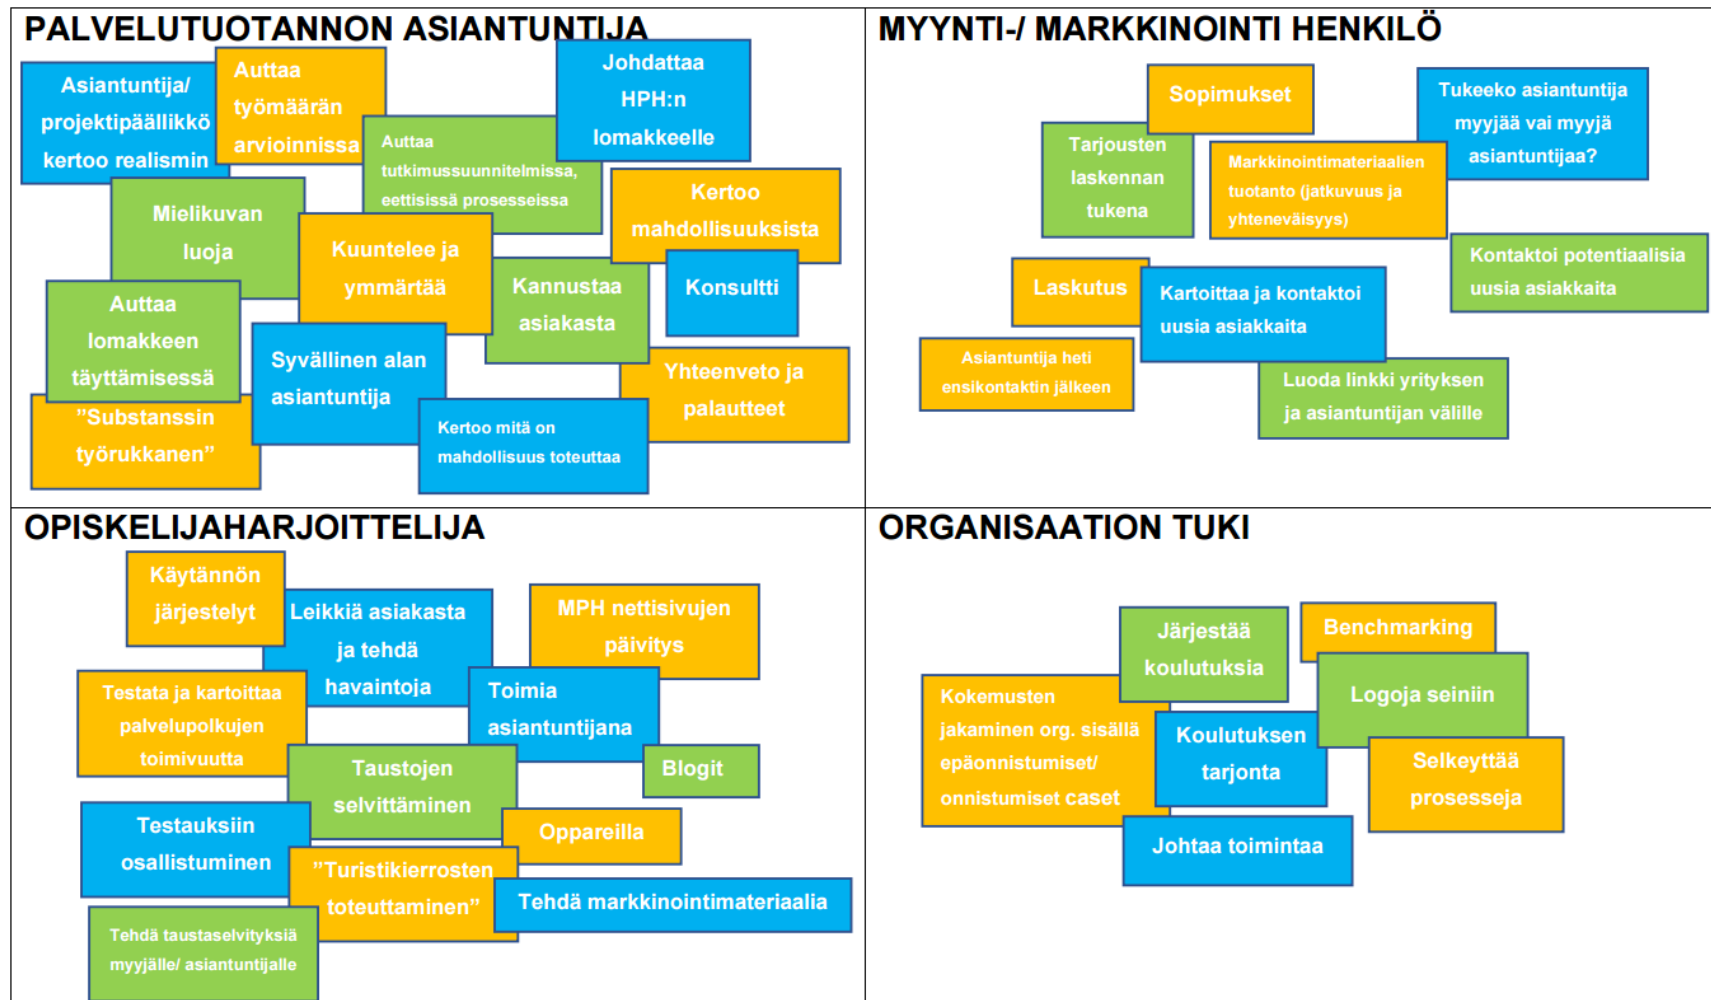 PALVELUTUOTANNON ASIANTUNTIJA
Asiantuntija/
projektipäällikkö
kertoo realismin
Auttaa
työmäärän
arvioinnissa
Auttaa
tutkimussuunnitelmissa,
eettisissä prosesseissa
Johdattaa
HPH:n
lomakkeelle
Mielikuvan
luoja
Kuuntelee ja
ymmärtää
Kertoo
mahdollisuuksista
Kannustaa
asiakasta
Konsultti
Auttaa
lomakkeen
täyttämisessä
Syvällinen alan
asiantuntija
Yhteenveto ja
palautteet
”Substanssin
työrukkanen”
Kertoo mitä on
mahdollisuus toteuttaa
MYYNTI-/ MARKKINOINTI HENKILÖ
Sopimukset
Tukeeko asiantuntija
myyjää vai myyjä
asiantuntijaa?
Tarjousten
laskennan
tukena
Markkinointimateriaalien
tuotanto (jatkuvuus ja
yhteneväisyys)
Kontaktoi potentiaalisia
uusia asiakkaita
Laskutus
Kartoittaa ja kontaktoi
uusia asiakkaita
Asiantuntija heti
ensikontaktin jälkeen
Luoda linkki yrityksen
ja asiantuntijan välille
OPISKELIJAHARJOITTELIJA
Käytännön
järjestelyt
Leikkiä asiakasta
ja tehdä
havaintoja
MPH nettisivujen
päivitys
Testata ja kartoittaa
palvelupolkujen
toimivuutta
Toimia
asiantuntijana
Taustojen
selvittäminen
Blogit
Testauksiin
osallistuminen
Oppareilla
”Turistikierrosten
toteuttaminen”
Tehdä markkinointimateriaalia
Tehdä taustaselvityksiä
myyjälle/ asiantuntijalle
ORGANISAATION TUKI
Järjestää
koulutuksia
Benchmarking
Kokemusten
jakaminen org. sisällä
epäonnistumiset/
onnistumiset caset
Logoja seiniin
Koulutuksen
tarjonta
Selkeyttää
prosesseja
Johtaa toimintaa